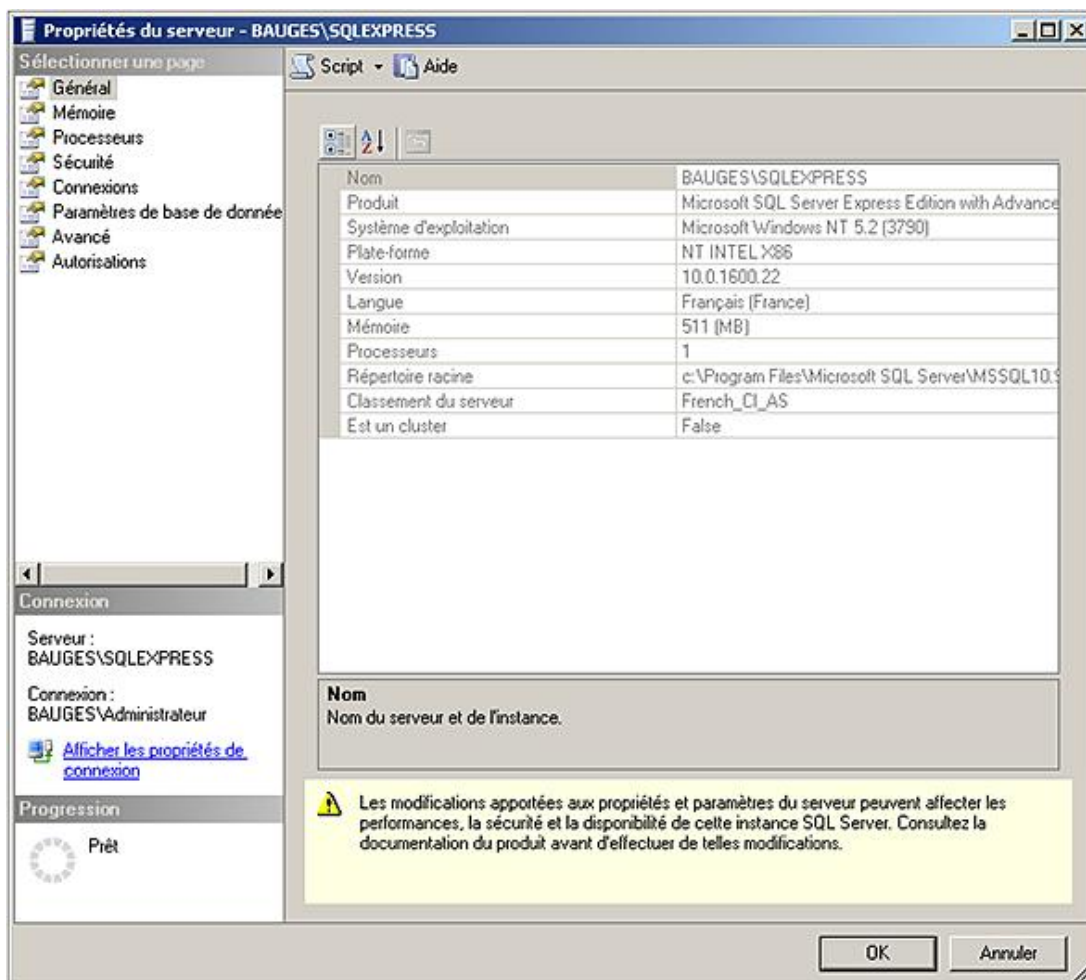 Propriétés du serveur - BAUGES\SQLEXPRESS
Sélectionner une page
Général
Mémoire
Processeurs
Sécurité
Connexions
Paramètres de base de donnée
Avancé
Autorisations
Script Aide
Nom BAUGES\SQLEXPRESS
Produit Microsoft SQL Server Express Edition with Advance
Système d'exploitation Microsoft Windows NT 5.2 (3790)
Plate-forme NT INTEL X86
Version 10.0.1600.22
Langue Français (France)
Mémoire 511 (MB)
Processeurs 1
Répertoire racine c:\Program Files\Microsoft SQL Server\MSSQL10.S
Classement du serveur French_CI_AS
Est un cluster False
Nom
Nom du serveur et de l'instance.
Connexion
Serveur :
BAUGES\SQLEXPRESS
Connexion :
BAUGES\Administrateur
Afficher les propriétés de
connexion
Progression
Prêt
Les modifications apportées aux propriétés et paramètres du serveur peuvent affecter les
performances, la sécurité et la disponibilité de cette instance SQL Server. Consultez la
documentation du produit avant d'effectuer de telles modifications.
OK Annuler